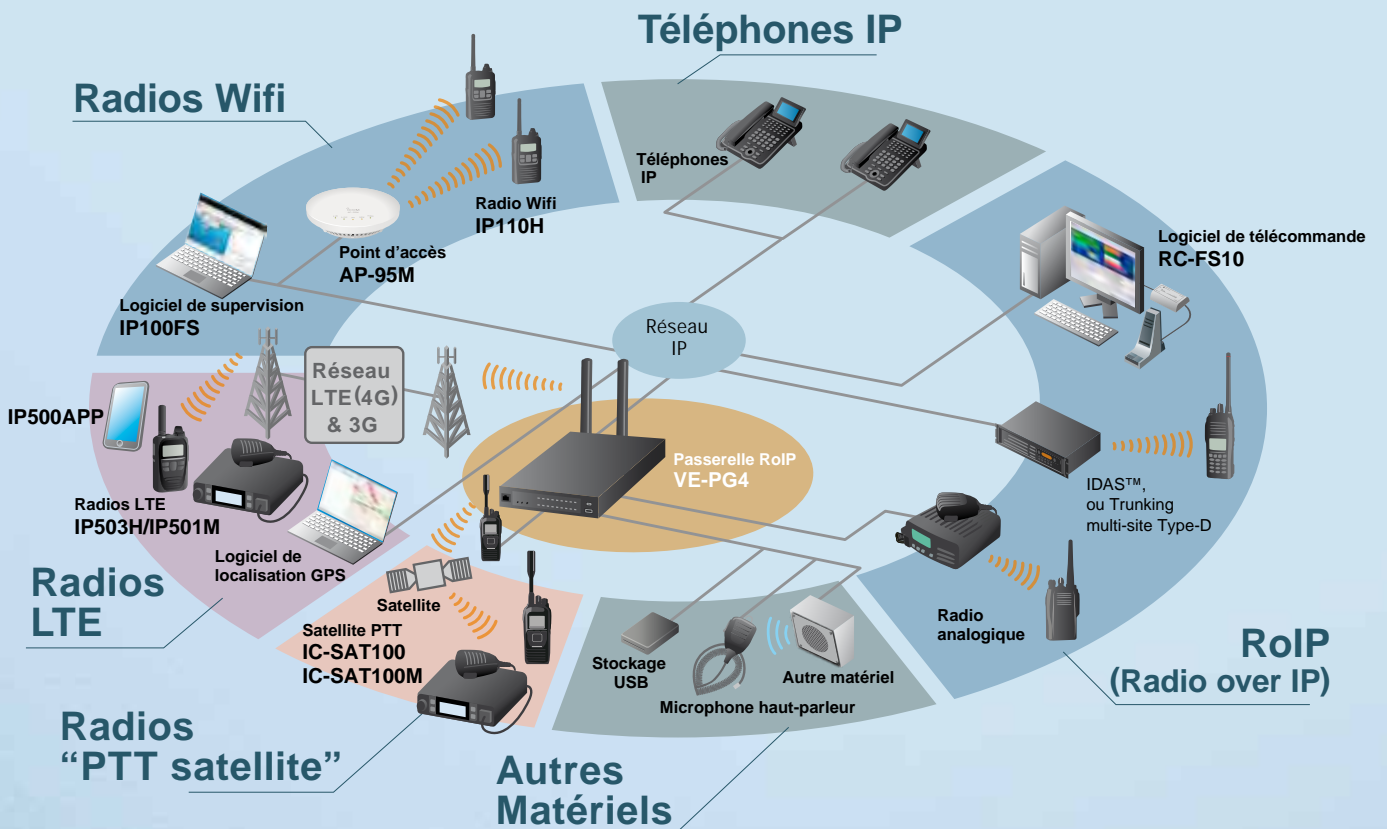 Téléphones IP
Radios Wifi
Téléphones
IP
Radio Wifi
IP110H
Point d’accès
AP-95M
Logiciel de supervision
IP100FS
Logiciel de télécommande
RC-FS10
Réseau
IP
Réseau
LTE(4G)
& 3G
IP500APP
Passerelle RoIP
VE-PG4
Radios LTE
IP503H/IP501M
Logiciel de
localisation GPS
IDAS™,
ou Trunking
multi-site Type-D
Radios
LTE
Satellite
Satellite PTT
IC-SAT100
IC-SAT100M
Stockage
USB
Autre matériel
Microphone haut-parleur
Radio
analogique
RoIP
(Radio over IP)
Radios
“PTT satellite”
Autres
Matériels